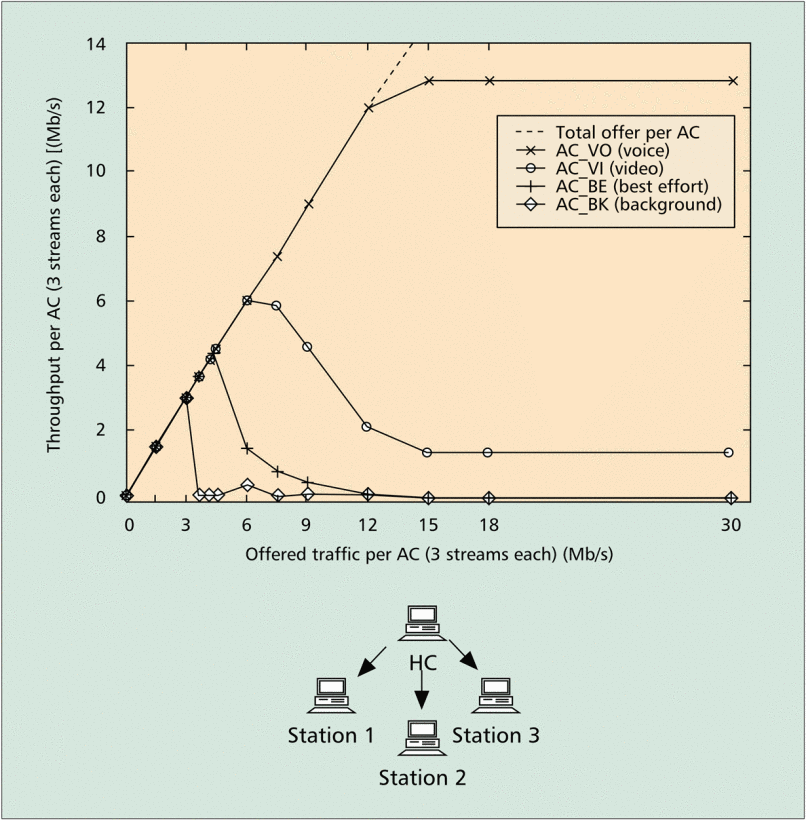 Throughput per AC (3 streams each) [(Mb/s)
14
12
10
8
6
4
2
0
Total offer per AC
AC_VO (voice)
AC_VI (video)
AC_BE (best effort)
AC_BK (background)
0 3 6 9 12 15 18 30
Offered traffic per AC (3 streams each) (Mb/s)
HC
Station 1
Station 3
Station 2